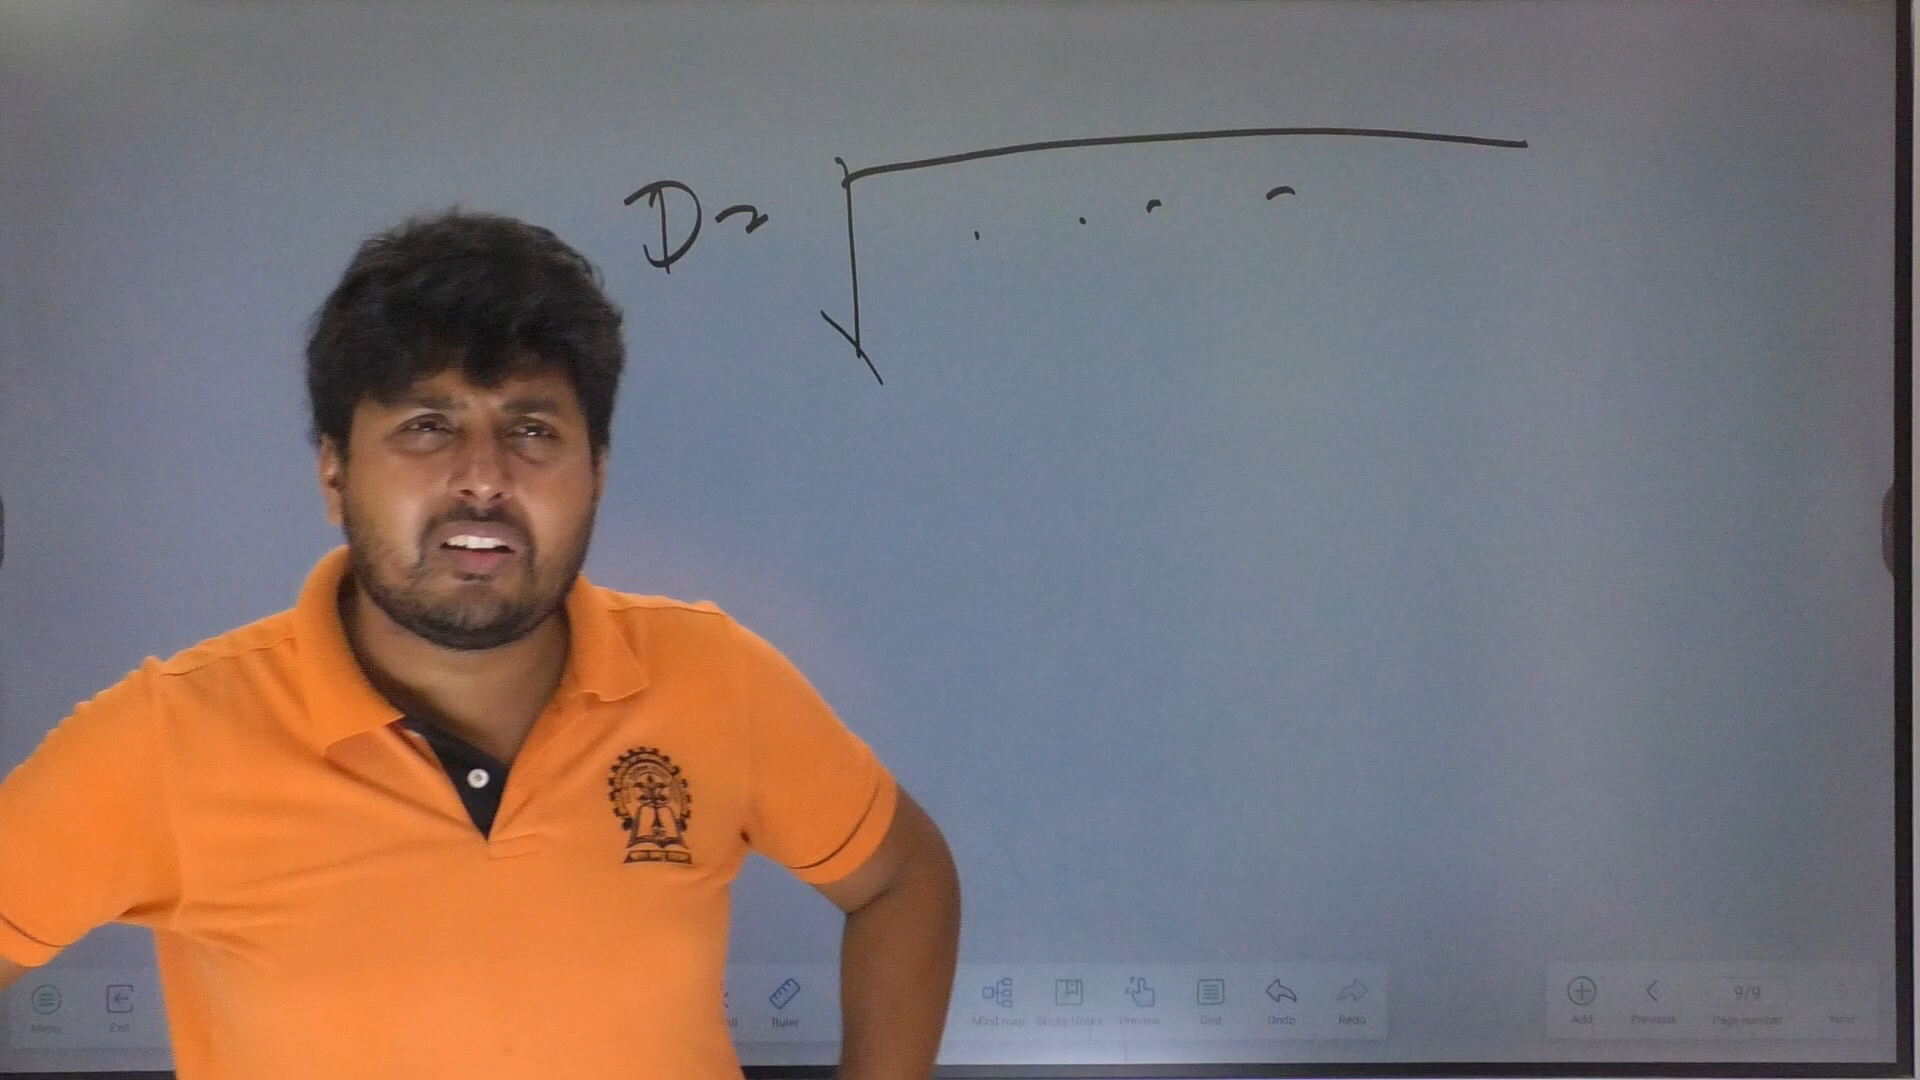 D = √
Menu
Exit
Ruler
Mind map
Sticky Notes
Preview
Grid
Undo
Redo
Add
Previous
9/9
Page number
Next